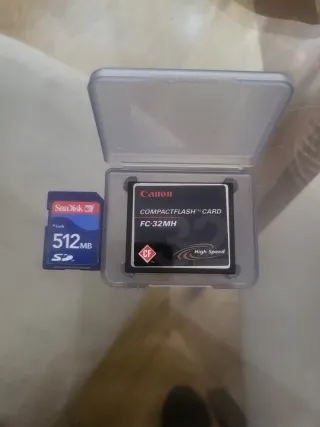 SanDisk
512MB
SD
Canon
COMPACTFLASH™ CARD
FC-32MH
CF
High Speed